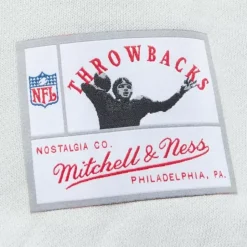 THROWBACKS
NFL
NOSTALGIA CO.
Mitchell & Ness
PHILADELPHIA, PA.